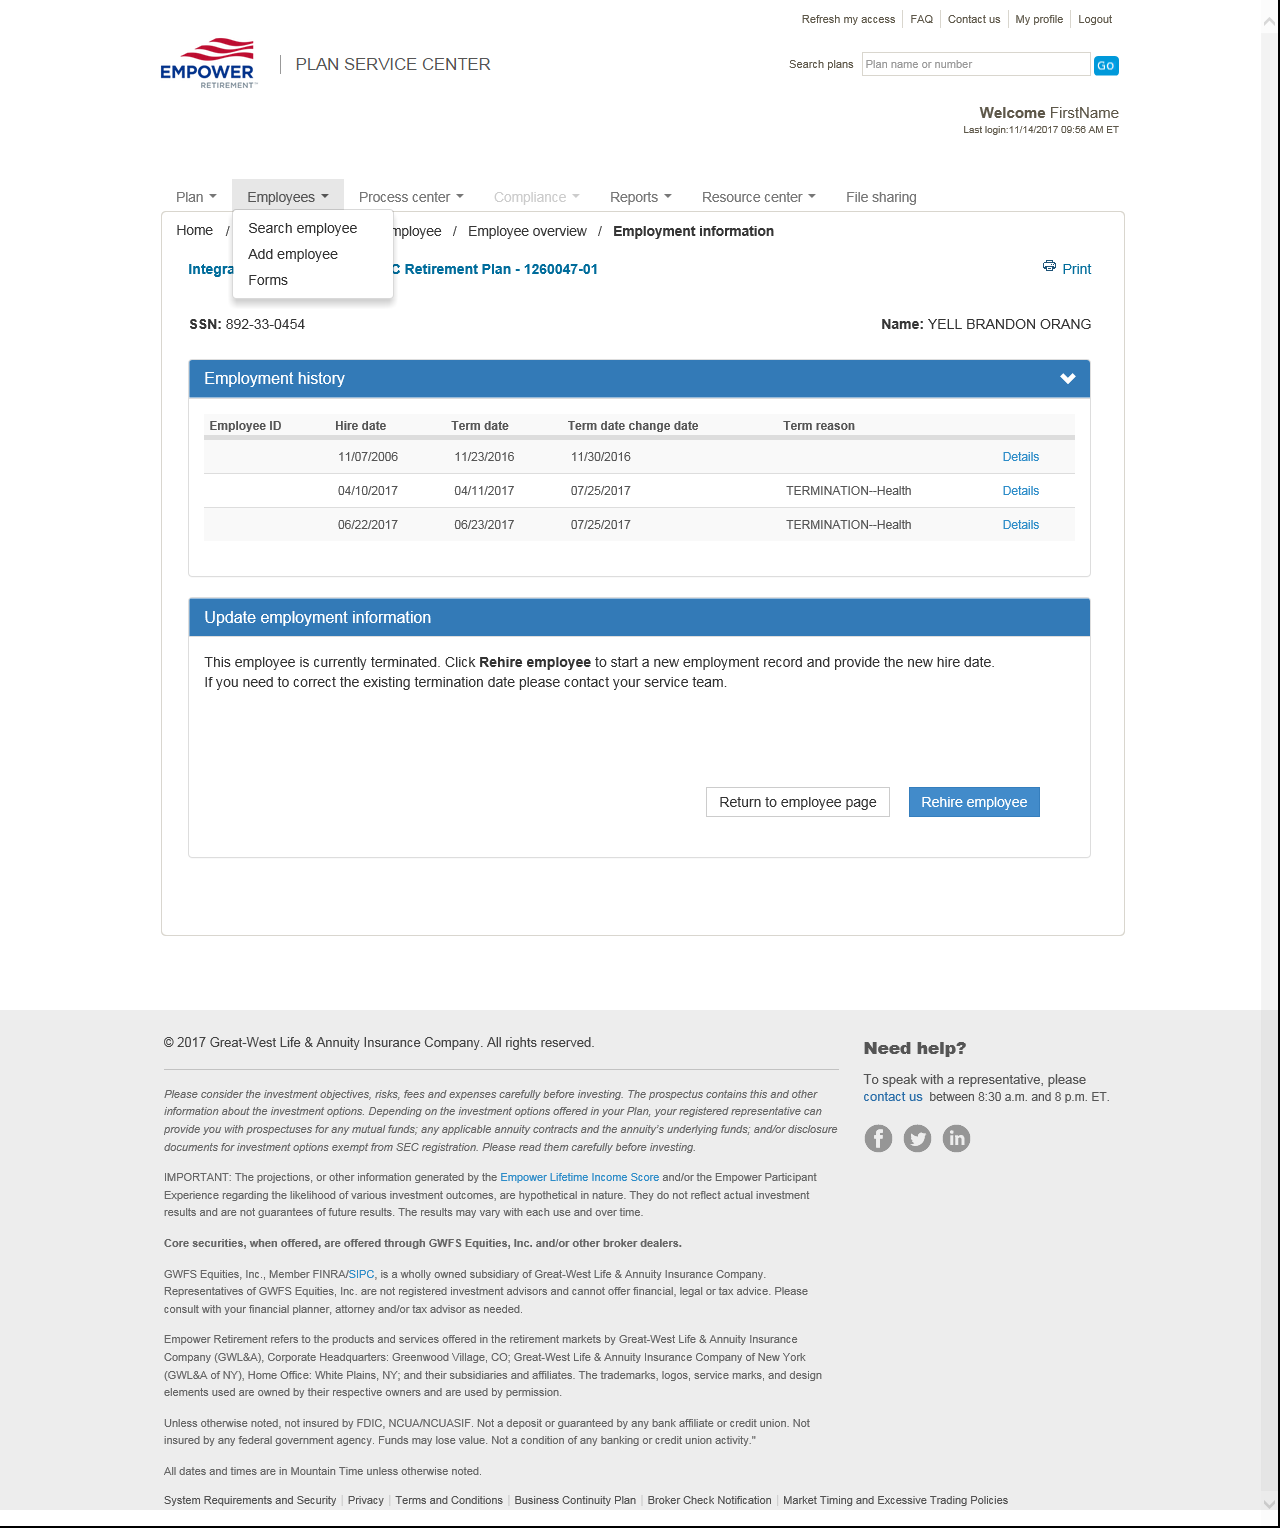 Refresh my access FAQ Contact us My profile Logout
EMPOWER
RETIREMENT
PLAN SERVICE CENTER
Search plans Plan name or number GO
Welcome FirstName
Last login:11/14/2017 09:56 AM ET
Plan Employees Process center Compliance Reports Resource center File sharing
Search employee
Add employee
Forms
Home / mployee / Employee overview / Employment information
Integra C Retirement Plan - 1260047-01 Print
SSN: 892-33-0454 Name: YELL BRANDON ORANG
Employment history
Employee ID Hire date Term date Term date change date Term reason
11/07/2006 11/23/2016 11/30/2016 Details
04/10/2017 04/11/2017 07/25/2017 TERMINATION--Health Details
06/22/2017 06/23/2017 07/25/2017 TERMINATION--Health Details
Update employment information
This employee is currently terminated. Click Rehire employee to start a new employment record and provide the new hire date.
If you need to correct the existing termination date please contact your service team.
Return to employee page Rehire employee
© 2017 Great-West Life & Annuity Insurance Company. All rights reserved.
Please consider the investment objectives, risks, fees and expenses carefully before investing. The prospectus contains this and other
information about the investment options. Depending on the investment options offered in your Plan, your registered representative can
provide you with prospectuses for any mutual funds; any applicable annuity contracts and the annuity's underlying funds; and/or disclosure
documents for investment options exempt from SEC registration. Please read them carefully before investing.
IMPORTANT: The projections, or other information generated by the Empower Lifetime Income Score and/or the Empower Participant
Experience regarding the likelihood of various investment outcomes, are hypothetical in nature. They do not reflect actual investment
results and are not guarantees of future results. The results may vary with each use and over time.
Core securities, when offered, are offered through GWFS Equities, Inc. and/or other broker dealers.
GWFS Equities, Inc., Member FINRA/SIPC, is a wholly owned subsidiary of Great-West Life & Annuity Insurance Company.
Representatives of GWFS Equities, Inc. are not registered investment advisors and cannot offer financial, legal or tax advice. Please
consult with your financial planner, attorney and/or tax advisor as needed.
Empower Retirement refers to the products and services offered in the retirement markets by Great-West Life & Annuity Insurance
Company (GWL&A), Corporate Headquarters: Greenwood Village, CO; Great-West Life & Annuity Insurance Company of New York
(GWL&A of NY), Home Office: White Plains, NY; and their subsidiaries and affiliates. The trademarks, logos, service marks, and design
elements used are owned by their respective owners and are used by permission.
Unless otherwise noted, not insured by FDIC, NCUA/NCUASIF. Not a deposit or guaranteed by any bank affiliate or credit union. Not
insured by any federal government agency. Funds may lose value. Not a condition of any banking or credit union activity."
All dates and times are in Mountain Time unless otherwise noted.
System Requirements and Security | Privacy | Terms and Conditions | Business Continuity Plan | Broker Check Notification | Market Timing and Excessive Trading Policies
Need help?
To speak with a representative, please
contact us between 8:30 a.m. and 8 p.m. ET.